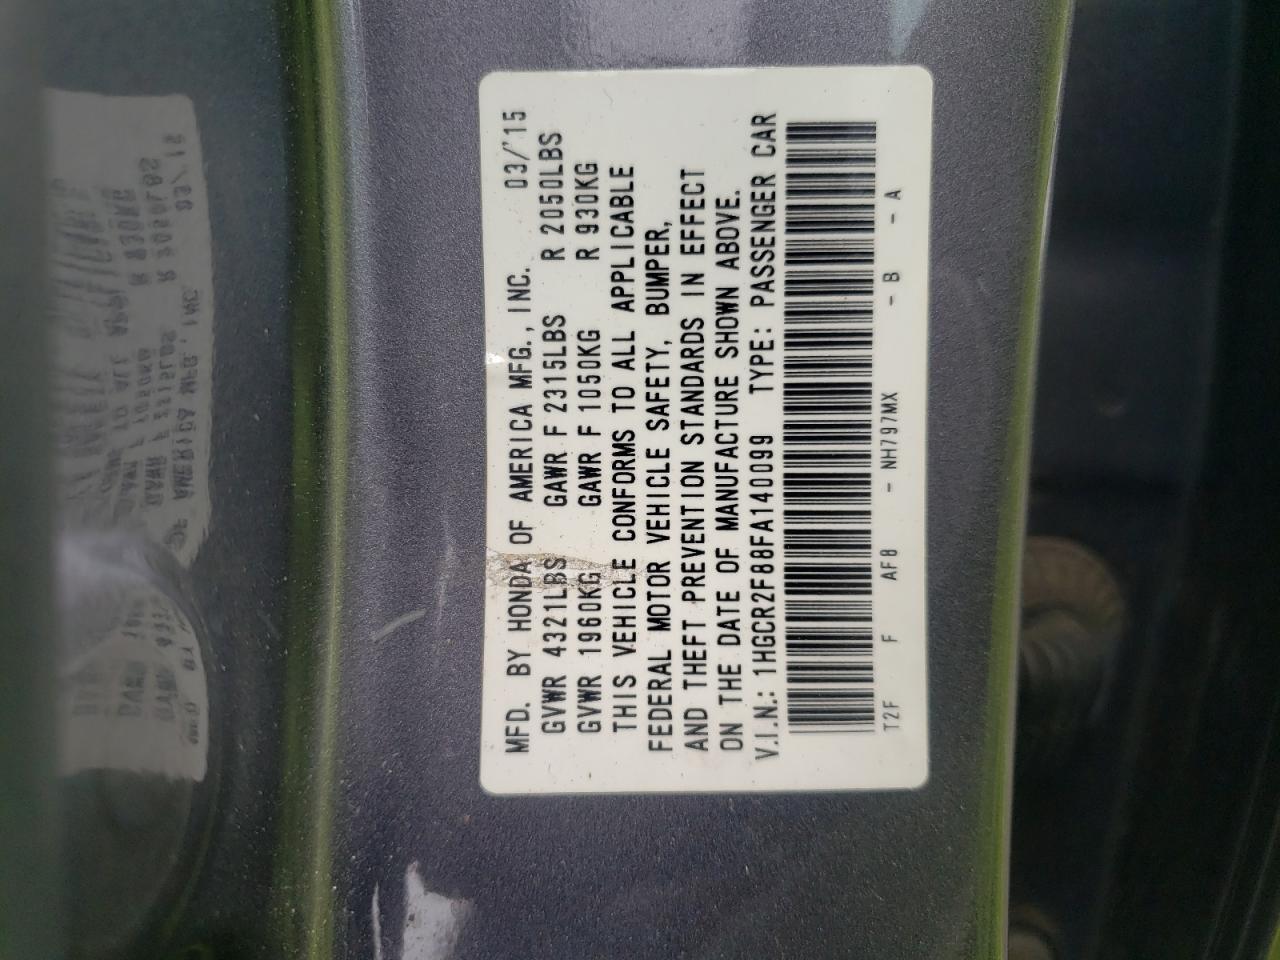 MFD. BY HONDA OF AMERICA MFG., INC. 03/'15
GVWR 4321LBS GAWR F 2315LBS R 2050LBS
GVWR 1960KG GAWR F 1050KG R 930KG
THIS VEHICLE CONFORMS TO ALL APPLICABLE
FEDERAL MOTOR VEHICLE SAFETY, BUMPER,
AND THEFT PREVENTION STANDARDS IN EFFECT
ON THE DATE OF MANUFACTURE SHOWN ABOVE.
V.I.N.: 1HGCR2F88FA140099 TYPE: PASSENGER CAR
T2F F AF8 - NH797MX - B - A